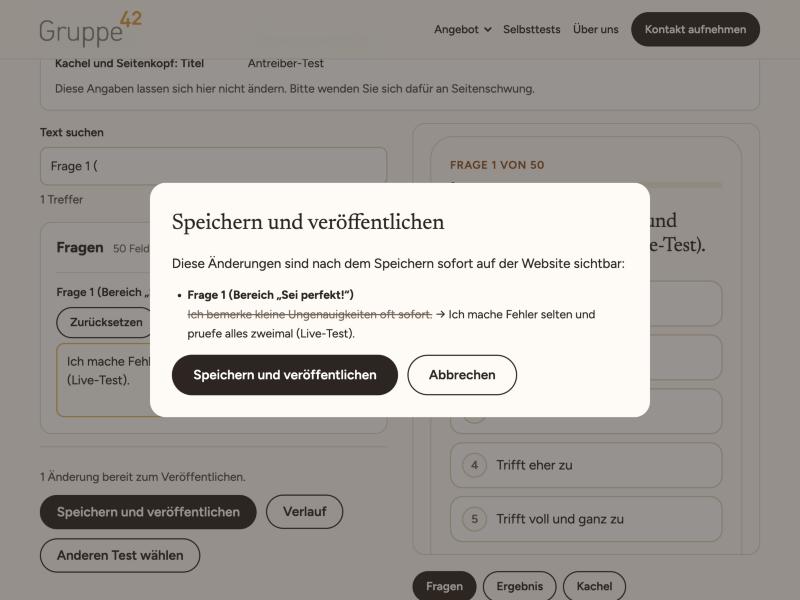 Gruppe42
Angebot
Selbsttests
Über uns
Kontakt aufnehmen
Kachel und Seitenkopf: Titel
Antreiber-Test
Diese Angaben lassen sich hier nicht ändern. Bitte wenden Sie sich dafür an Seitenschwung.
Text suchen
Frage 1 (
1 Treffer
FRAGE 1 VON 50
und
e-Test).
Fragen
50 Feld
Frage 1 (Bereich „
Zurücksetzen
Ich mache Fehl
(Live-Test).
Speichern und veröffentlichen
Diese Änderungen sind nach dem Speichern sofort auf der Website sichtbar:
• Frage 1 (Bereich „Sei perfekt!“)
Ich bemerke kleine Ungenauigkeiten oft sofort. → Ich mache Fehler selten und
pruefe alles zweimal (Live-Test).
Speichern und veröffentlichen
Abbrechen
4 Trifft eher zu
5 Trifft voll und ganz zu
1 Änderung bereit zum Veröffentlichen.
Speichern und veröffentlichen
Verlauf
Anderen Test wählen
Fragen
Ergebnis
Kachel